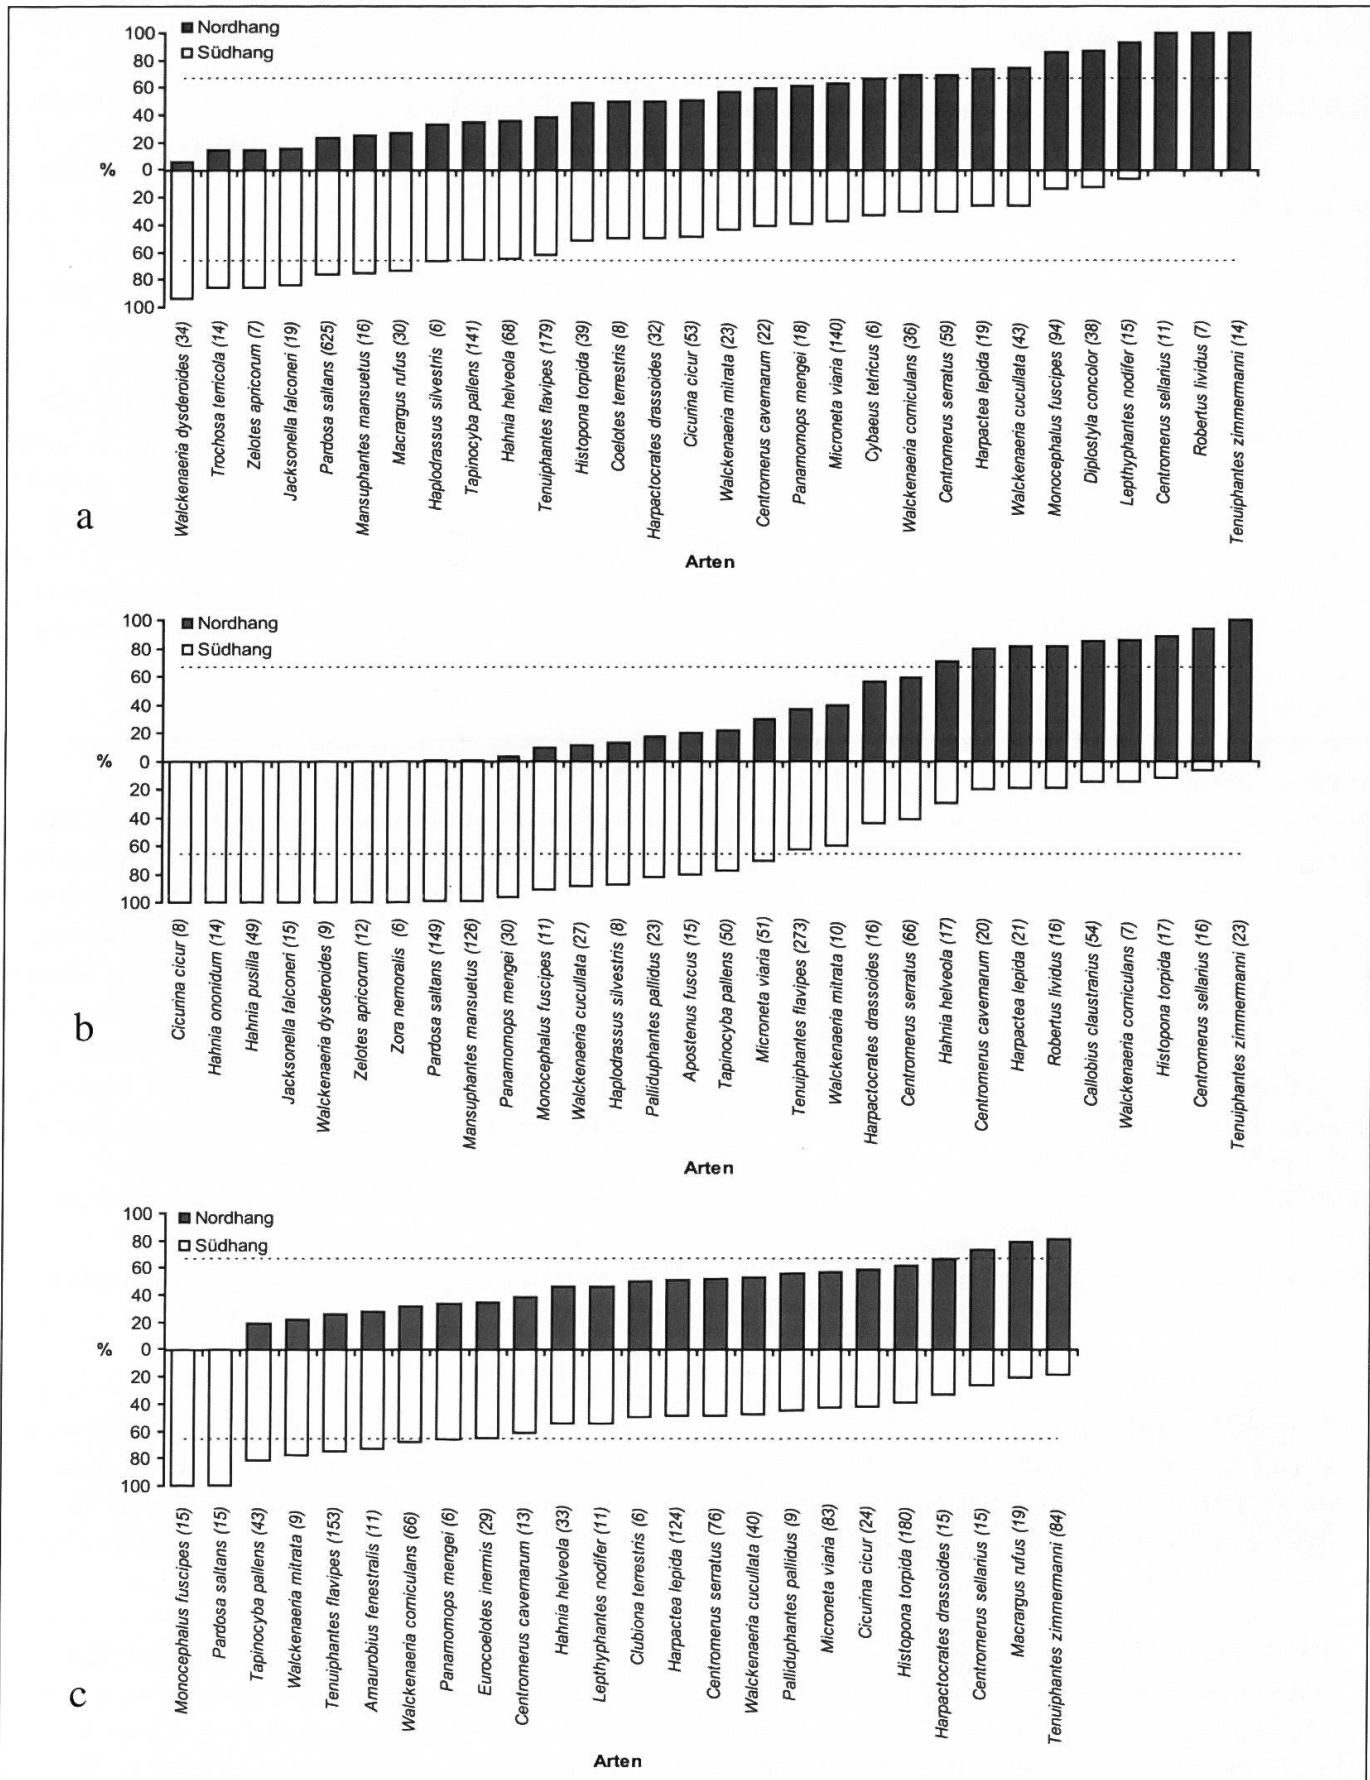 Nordhang
Südhang
100
80
60
40
20
0
%
20
40
60
80
100
Walckenaeria dysderoides (34)
Trochosa terricola (14)
Zelotes apricorum (7)
Jacksonella falconeri (19)
Pardosa saltans (625)
Mansuphantes mansuetus (16)
Macrargus rufus (30)
Haplodrassus silvestris (6)
Tapinocyba pallens (141)
Hahnia helveola (68)
Tenuiphantes flavipes (179)
Histopona torpida (39)
Coelotes terrestris (8)
Harpactocrates drassoides (32)
Cicurina cicur (53)
Walckenaeria mitrata (23)
Centromerus cavernarum (22)
Panamomops mengei (18)
Microneta viaria (140)
Cybaeus tetricus (6)
Walckenaeria corniculans (36)
Centromerus serratus (59)
Harpactea lepida (19)
Walckenaeria cucullata (43)
Monocephalus fuscipes (94)
Diplostyla concolor (38)
Lepthyphantes nodifer (15)
Centromerus sellarius (11)
Robertus lividus (7)
Tenuiphantes zimmermanni (14)
a
Arten
Nordhang
Südhang
100
80
60
40
20
0
%
20
40
60
80
100
Cicurina cicur (8)
Hahnia ononidum (14)
Hahnia pusilla (49)
Jacksonella falconeri (15)
Walckenaeria dysderoides (9)
Zelotes apricorum (12)
Zora nemoralis (6)
Pardosa saltans (149)
Mansuphantes mansuetus (126)
Panamomops mengei (30)
Monocephalus fuscipes (11)
Walckenaeria cucullata (27)
Haplodrassus silvestris (8)
Palliduphantes pallidus (23)
Apostenus fuscus (15)
Tapinocyba pallens (50)
Microneta viaria (51)
Tenuiphantes flavipes (273)
Walckenaeria mitrata (10)
Harpactocrates drassoides (16)
Centromerus serratus (66)
Hahnia helveola (17)
Centromerus cavernarum (20)
Harpactea lepida (21)
Robertus lividus (16)
Callobius claustrarius (54)
Walckenaeria corniculans (7)
Histopona torpida (17)
Centromerus sellarius (16)
Tenuiphantes zimmermanni (23)
b
Arten
Nordhang
Südhang
100
80
60
40
20
0
%
20
40
60
80
100
Monocephalus fuscipes (15)
Pardosa saltans (15)
Tapinocyba pallens (43)
Walckenaeria mitrata (9)
Tenuiphantes flavipes (153)
Amaurobius fenestralis (11)
Walckenaeria corniculans (66)
Panamomops mengei (6)
Eurocoelotes inermis (29)
Centromerus cavernarum (13)
Hahnia helveola (33)
Lepthyphantes nodifer (11)
Clubiona terrestris (6)
Harpactea lepida (124)
Centromerus serratus (76)
Walckenaeria cucullata (40)
Palliduphantes pallidus (9)
Microneta viaria (83)
Cicurina cicur (24)
Histopona torpida (180)
Harpactocrates drassoides (15)
Centromerus sellarius (15)
Macrargus rufus (19)
Tenuiphantes zimmermanni (84)
c
Arten